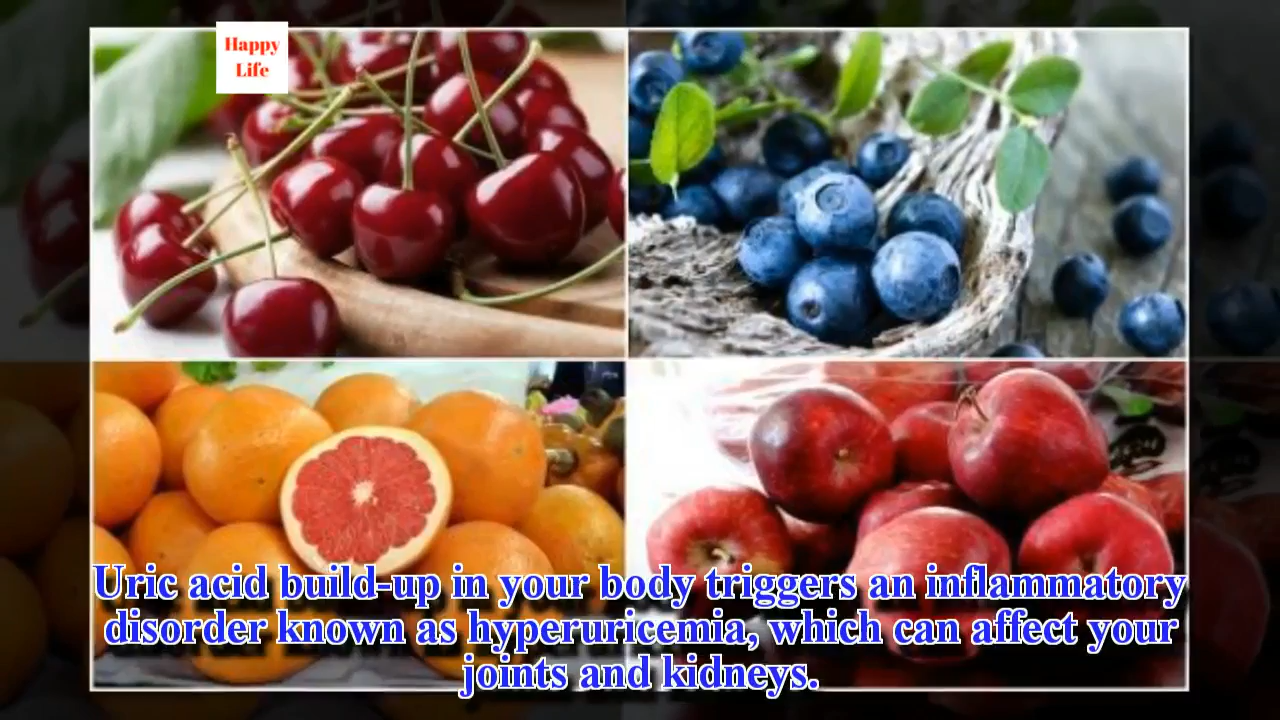 Happy
Life
Uric acid build-up in your body triggers an inflammatory
disorder known as hyperuricemia, which can affect your
joints and kidneys.